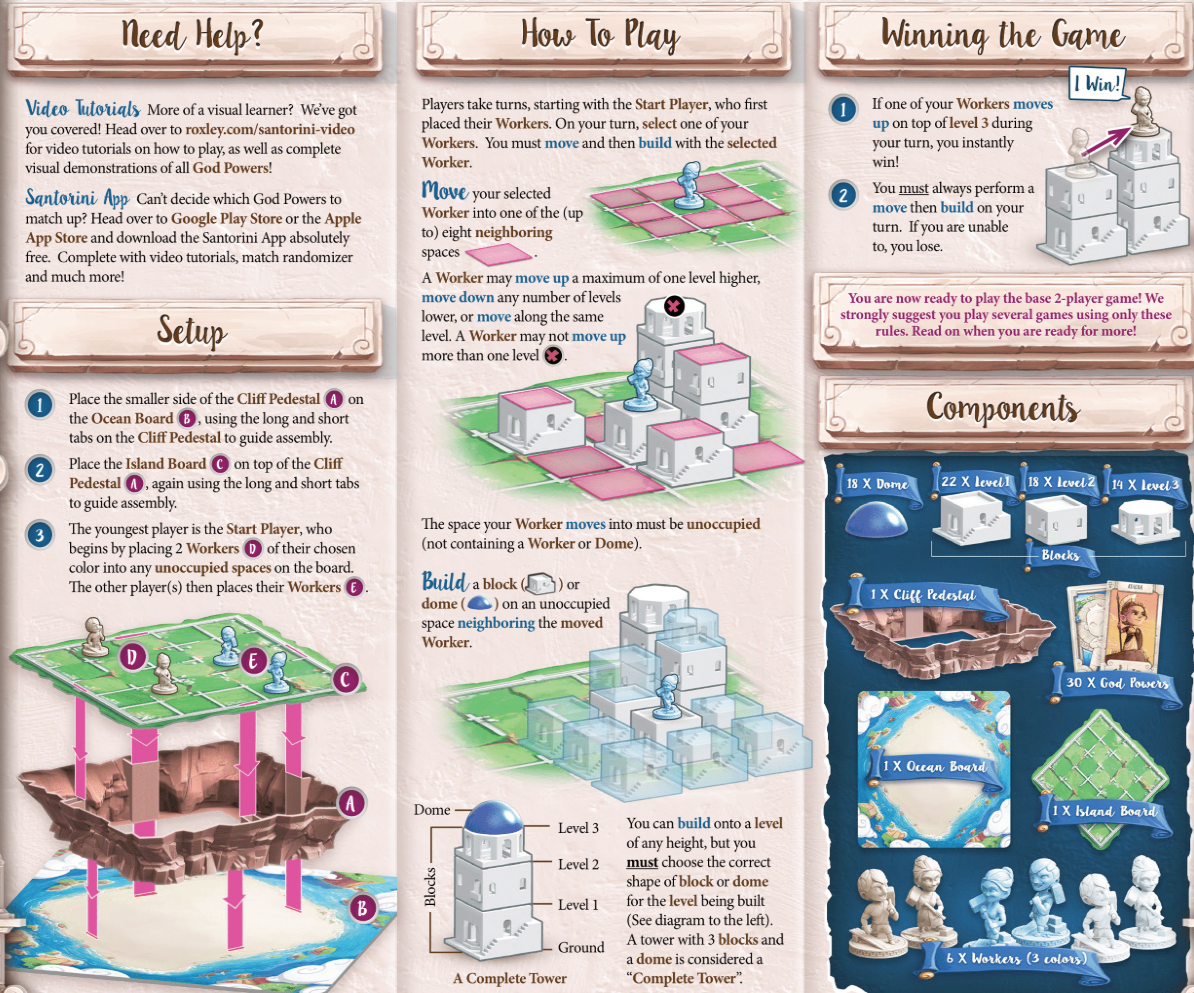 Need Help?
Video Tutorials More of a visual learner? We've got
you covered! Head over to roxley.com/santorini-video
for video tutorials on how to play, as well as complete
visual demonstrations of all God Powers!
Santorini App Can't decide which God Powers to
match up? Head over to Google Play Store or the Apple
App Store and download the Santorini App absolutely
free. Complete with video tutorials, match randomizer
and much more!
Setup
1 Place the smaller side of the Cliff Pedestal A on
the Ocean Board B, using the long and short
tabs on the Cliff Pedestal to guide assembly.
2 Place the Island Board C on top of the Cliff
Pedestal A, again using the long and short tabs
to guide assembly.
3 The youngest player is the Start Player, who
begins by placing 2 Workers D of their chosen
color into any unoccupied spaces on the board.
The other player(s) then places their Workers E.
D
E
C
A
B
How To Play
Players take turns, starting with the Start Player, who first
placed their Workers. On your turn, select one of your
Workers. You must move and then build with the selected
Worker.
Move your selected
Worker into one of the (up
to) eight neighboring
spaces .
A Worker may move up a maximum of one level higher,
move down any number of levels
lower, or move along the same
level. A Worker may not move up
more than one level .
The space your Worker moves into must be unoccupied
(not containing a Worker or Dome).
Build a block ( ) or
dome ( ) on an unoccupied
space neighboring the moved
Worker.
Dome
Level 3
Level 2
Level 1
Ground
Blocks
A Complete Tower
You can build onto a level
of any height, but you
must choose the correct
shape of block or dome
for the level being built
(See diagram to the left).
A tower with 3 blocks and
a dome is considered a
"Complete Tower".
Winning the Game
I Win!
1 If one of your Workers moves
up on top of level 3 during
your turn, you instantly
win!
2 You must always perform a
move then build on your
turn. If you are unable
to, you lose.
You are now ready to play the base 2-player game! We
strongly suggest you play several games using only these
rules. Read on when you are ready for more!
Components
18 X Dome
22 X Level 1
18 X Level 2
14 X Level 3
Blocks
1 X Cliff Pedestal
30 X God Powers
1 X Ocean Board
1 X Island Board
6 X Workers (3 colors)